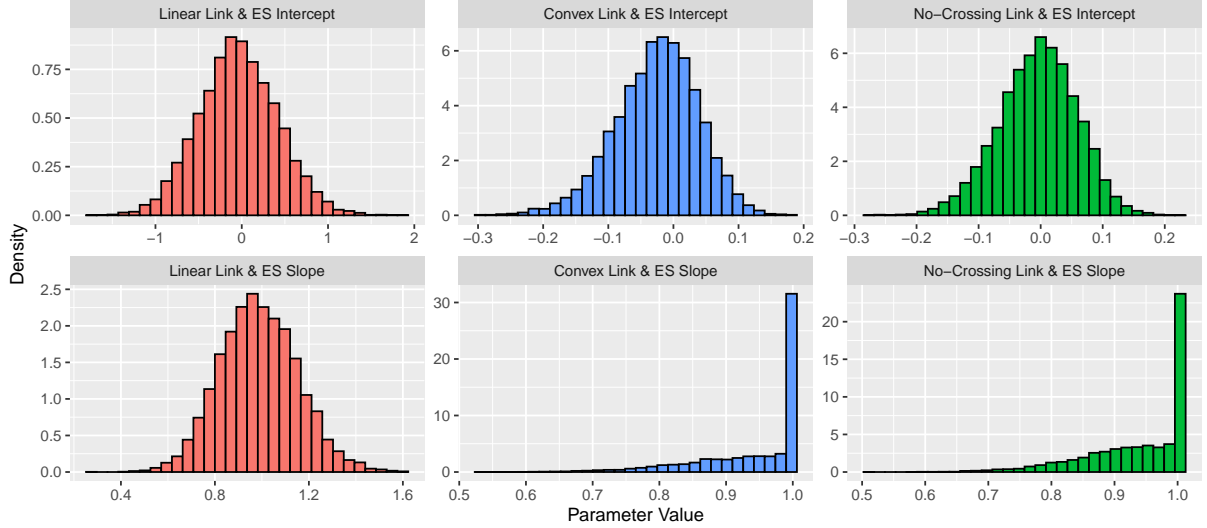 Linear Link & ES Intercept
Convex Link & ES Intercept
No−Crossing Link & ES Intercept
0.75
0.50
0.25
0.00
−1 0 1 2
6
4
2
0
−0.3 −0.2 −0.1 0.0 0.1 0.2
6
4
2
0
−0.3 −0.2 −0.1 0.0 0.1 0.2
Density
Linear Link & ES Slope
Convex Link & ES Slope
No−Crossing Link & ES Slope
2.5
2.0
1.5
1.0
0.5
0.0
0.4 0.8 1.2 1.6
30
20
10
0
0.5 0.6 0.7 0.8 0.9 1.0
20
15
10
5
0
0.5 0.6 0.7 0.8 0.9 1.0
Parameter Value